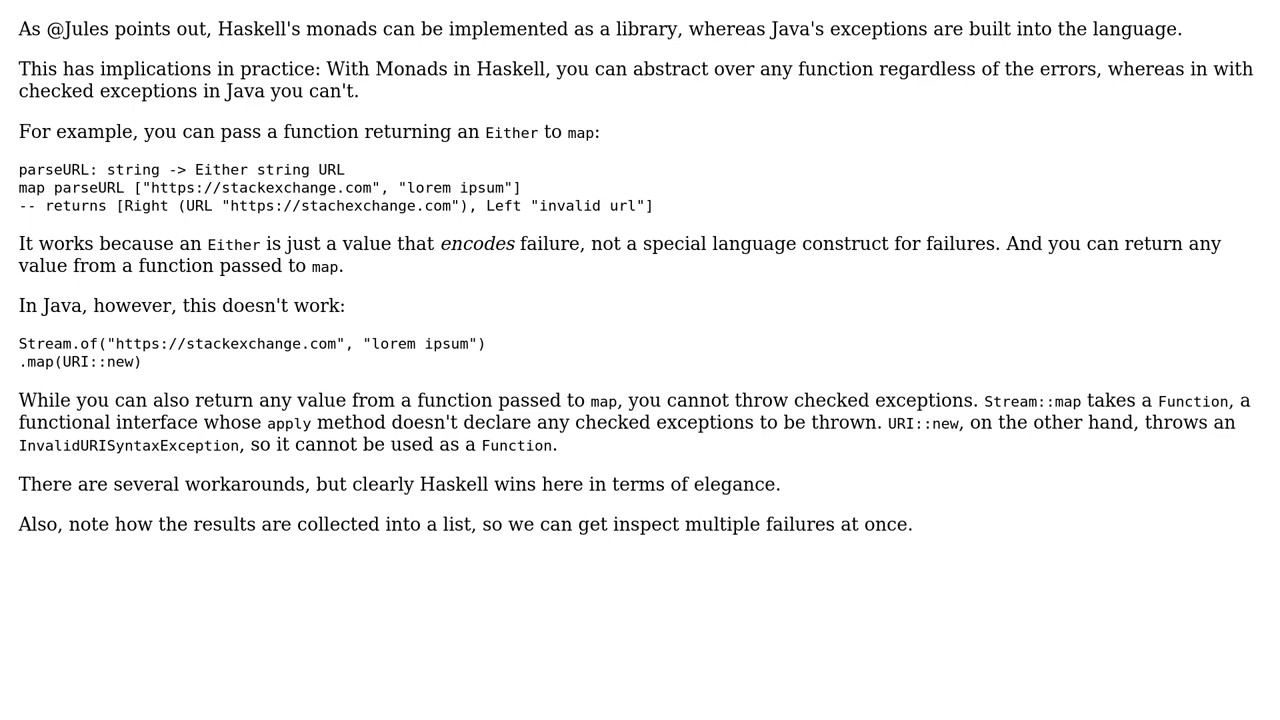 As @Jules points out, Haskell's monads can be implemented as a library, whereas Java's exceptions are built into the language.
This has implications in practice: With Monads in Haskell, you can abstract over any function regardless of the errors, whereas in with
checked exceptions in Java you can't.
For example, you can pass a function returning an Either to map:
parseURL: string -> Either string URL
map parseURL ["https://stackexchange.com", "lorem ipsum"]
-- returns [Right (URL "https://stachexchange.com"), Left "invalid url"]
It works because an Either is just a value that encodes failure, not a special language construct for failures. And you can return any
value from a function passed to map.
In Java, however, this doesn't work:
Stream.of("https://stackexchange.com", "lorem ipsum")
.map(URI::new)
While you can also return any value from a function passed to map, you cannot throw checked exceptions. Stream::map takes a Function, a
functional interface whose apply method doesn't declare any checked exceptions to be thrown. URI::new, on the other hand, throws an
InvalidURISyntaxException, so it cannot be used as a Function.
There are several workarounds, but clearly Haskell wins here in terms of elegance.
Also, note how the results are collected into a list, so we can get inspect multiple failures at once.